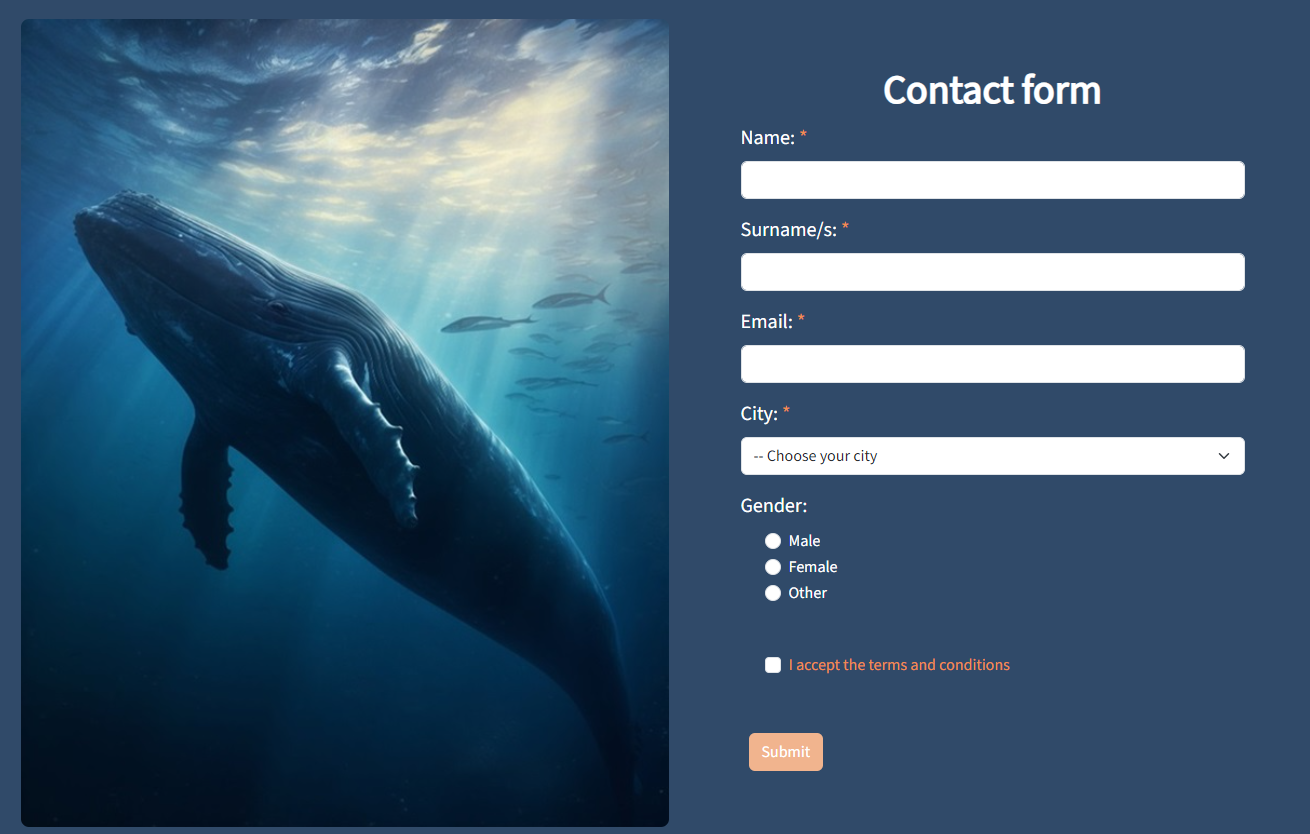 Contact form
Name: *
Surname/s: *
Email: *
City: *
-- Choose your city
Gender:
Male
Female
Other
I accept the terms and conditions
Submit